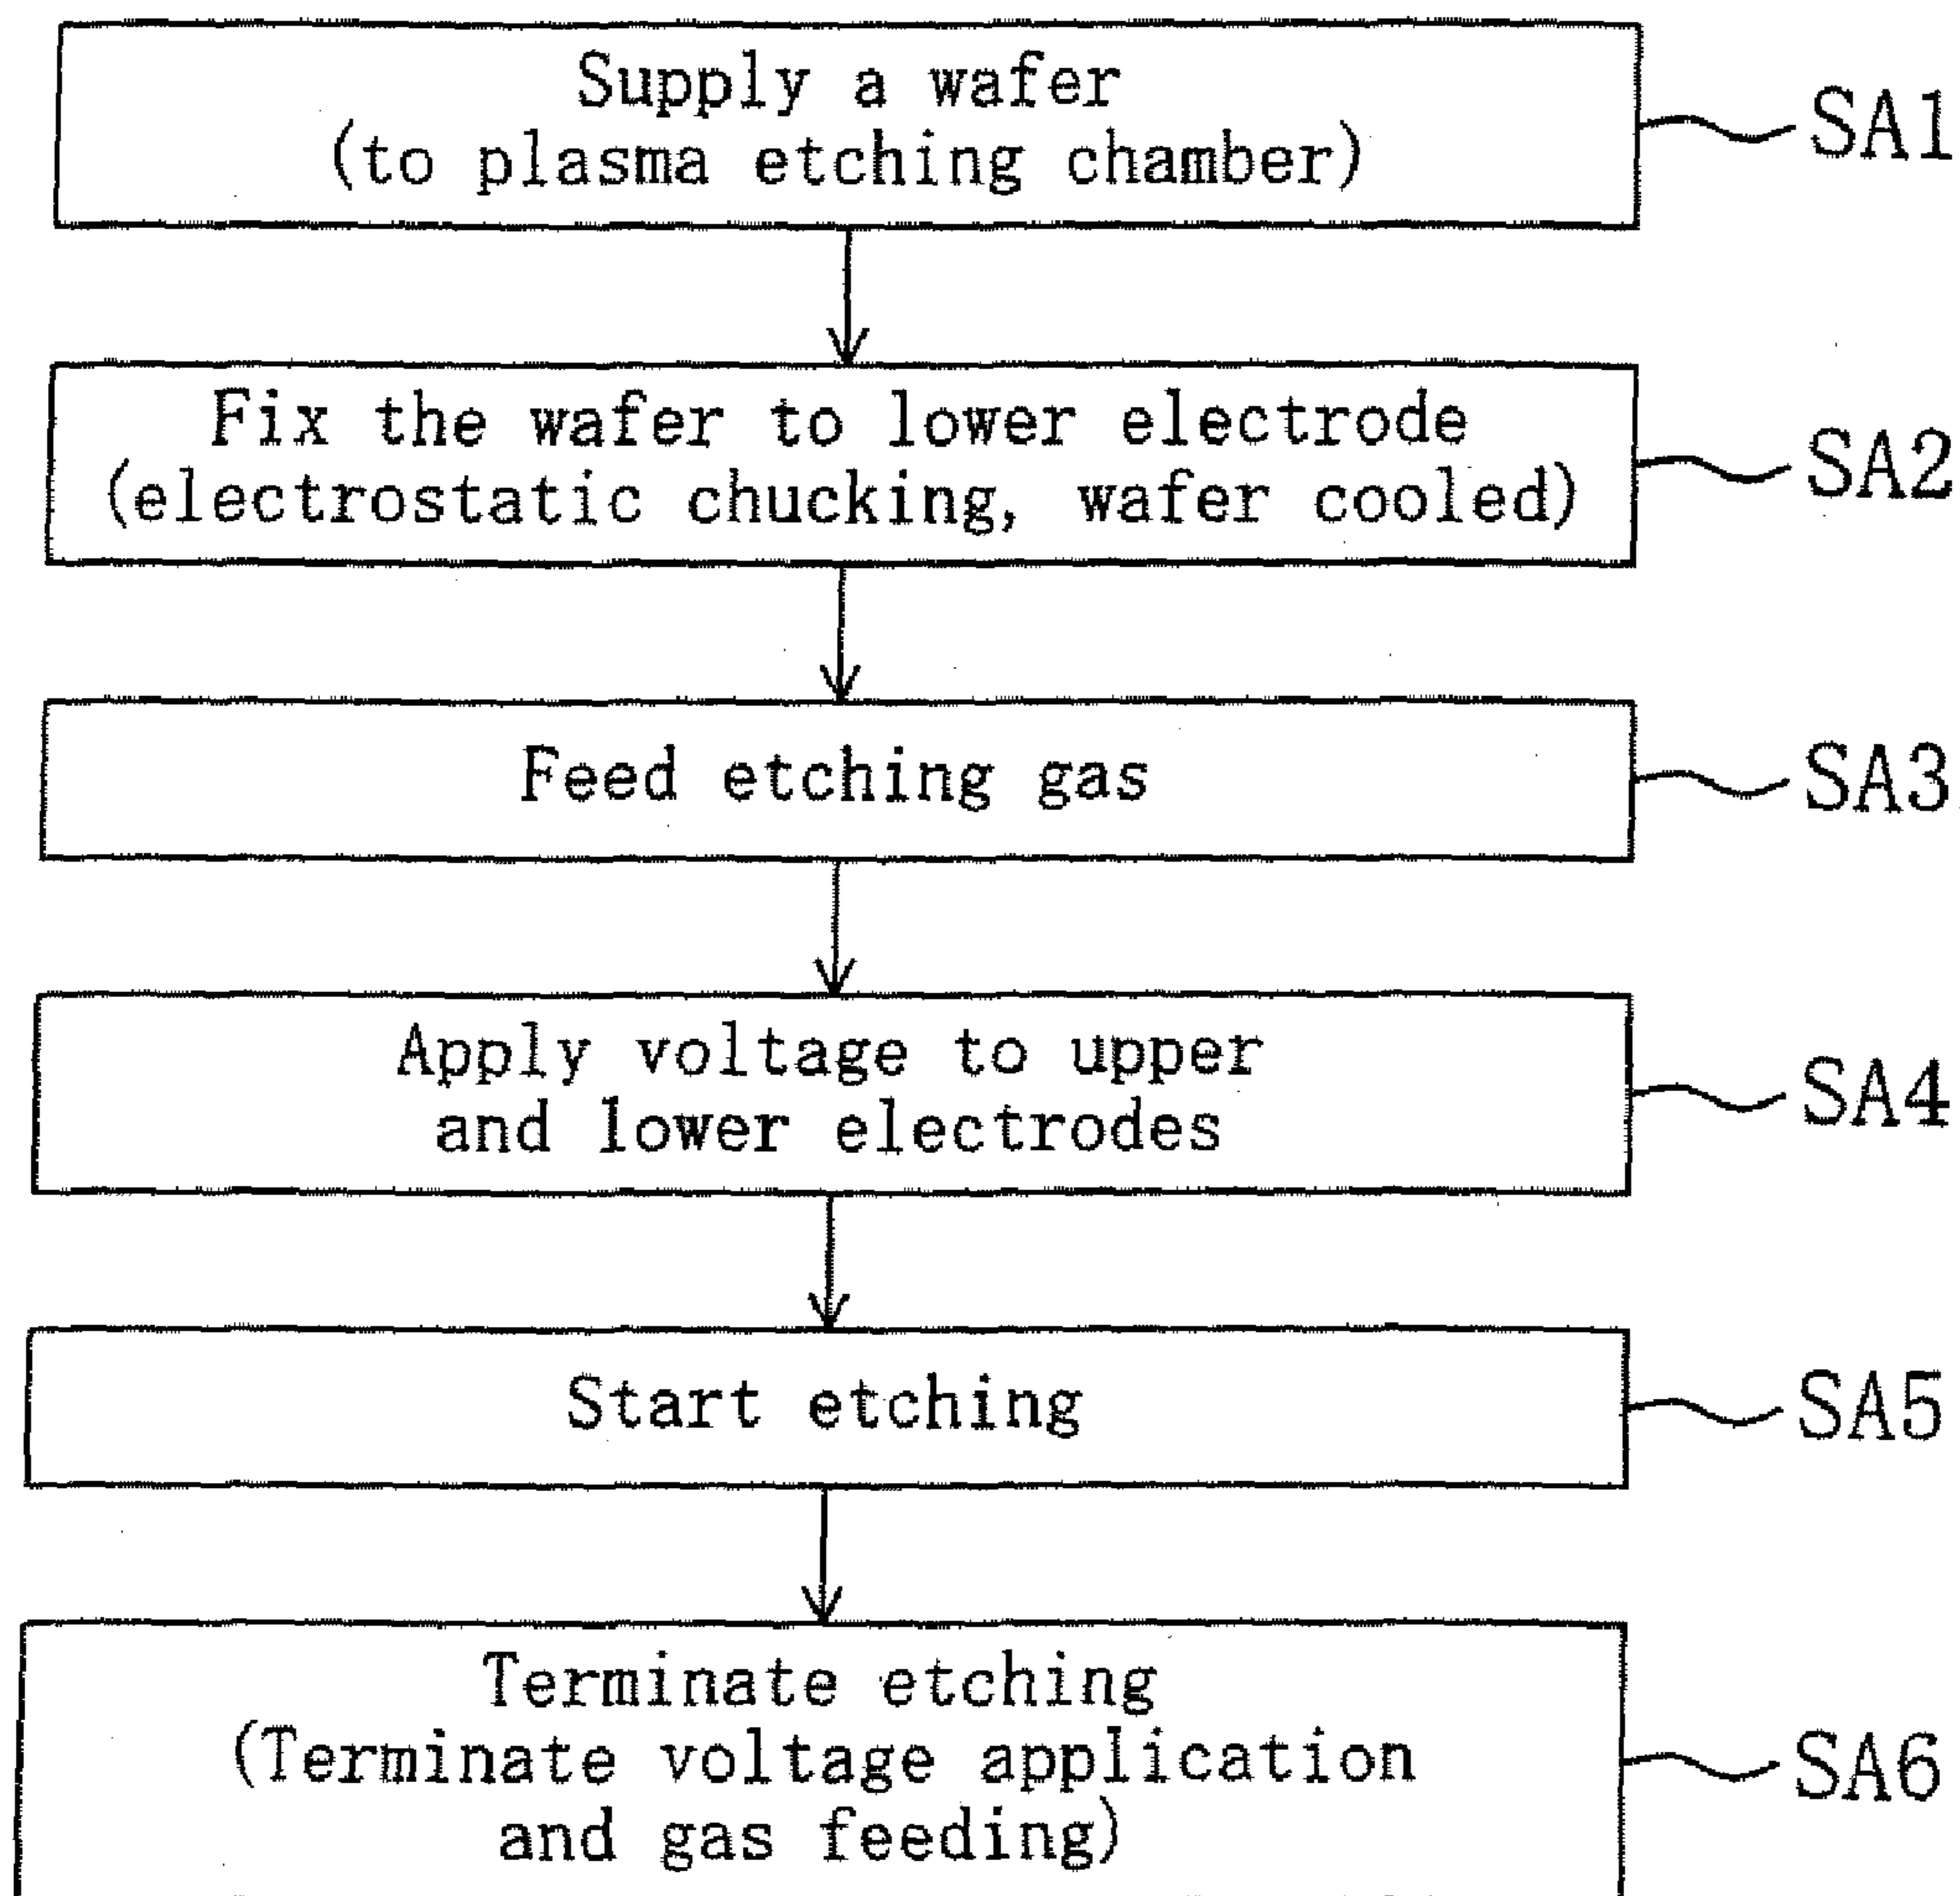 Supply a wafer
(to plasma etching chamber)
SA1
Fix the wafer to lower electrode
(electrostatic chucking, wafer cooled)
SA2
Feed etching gas
SA3
Apply voltage to upper
and lower electrodes
SA4
Start etching
SA5
Terminate etching
(Terminate voltage application
and gas feeding)
SA6